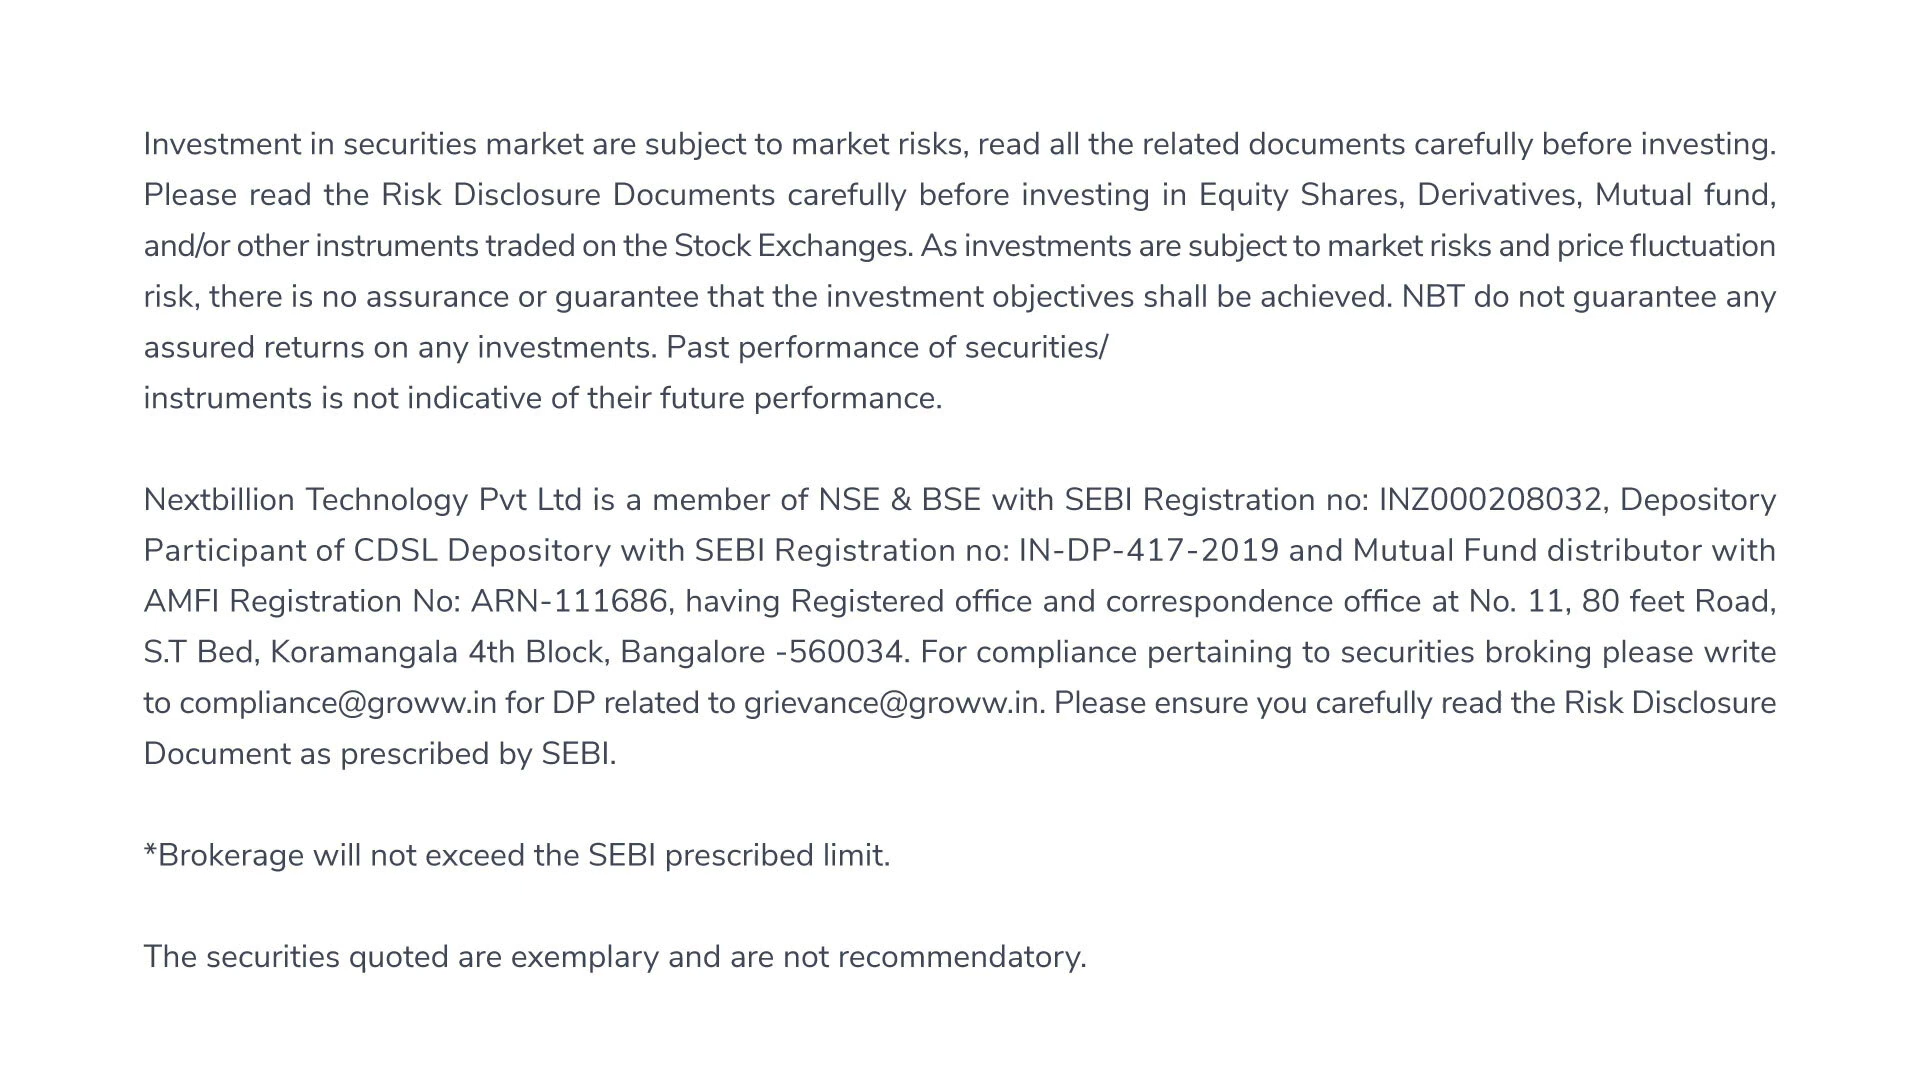 Investment in securities market are subject to market risks, read all the related documents carefully before investing.
Please read the Risk Disclosure Documents carefully before investing in Equity Shares, Derivatives, Mutual fund,
and/or other instruments traded on the Stock Exchanges. As investments are subject to market risks and price fluctuation
risk, there is no assurance or guarantee that the investment objectives shall be achieved. NBT do not guarantee any
assured returns on any investments. Past performance of securities/
instruments is not indicative of their future performance.
Nextbillion Technology Pvt Ltd is a member of NSE & BSE with SEBI Registration no: INZ000208032, Depository
Participant of CDSL Depository with SEBI Registration no: IN-DP-417-2019 and Mutual Fund distributor with
AMFI Registration No: ARN-111686, having Registered office and correspondence office at No. 11, 80 feet Road,
S.T Bed, Koramangala 4th Block, Bangalore -560034. For compliance pertaining to securities broking please write
to compliance@groww.in for DP related to grievance@groww.in. Please ensure you carefully read the Risk Disclosure
Document as prescribed by SEBI.
*Brokerage will not exceed the SEBI prescribed limit.
The securities quoted are exemplary and are not recommendatory.